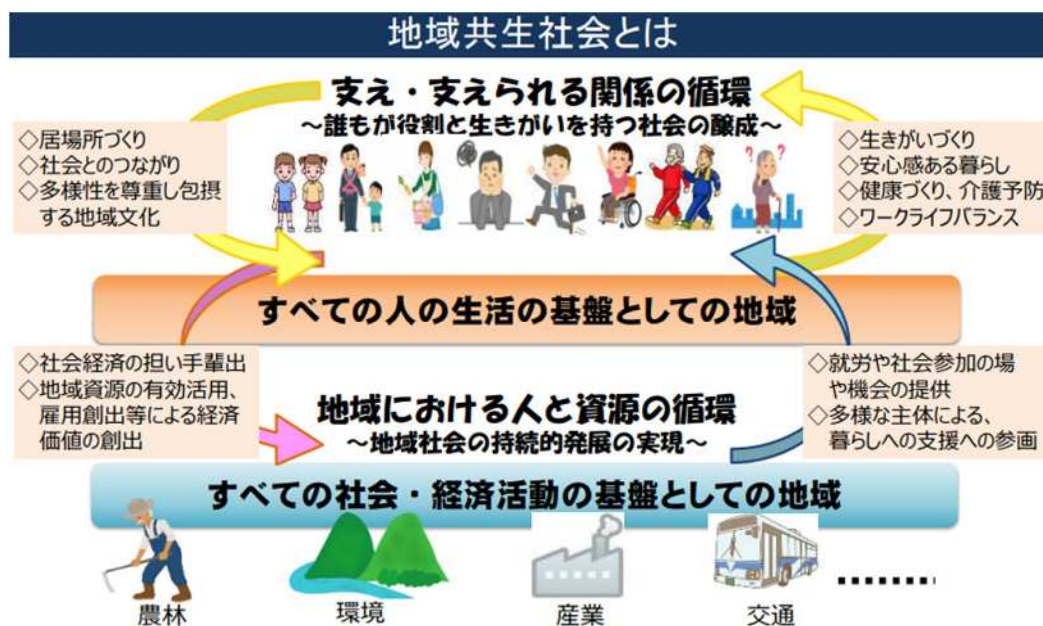 地域共生社会とは
支え・支えられる関係の循環
～誰もが役割と生きがいを持つ社会の醸成～
◇居場所づくり
◇社会とのつながり
◇多様性を尊重し包摂
する地域文化
◇生きがいづくり
◇安心感ある暮らし
◇健康づくり、介護予防
◇ワークライフバランス
? ?
すべての人の生活の基盤としての地域
◇社会経済の担い手輩出
◇地域資源の有効活用、
雇用創出等による経済
価値の創出
地域における人と資源の循環
～地域社会の持続的発展の実現～
◇就労や社会参加の場
や機会の提供
◇多様な主体による、
暮らしへの支援への参画
すべての社会・経済活動の基盤としての地域
農林
環境
産業
交通